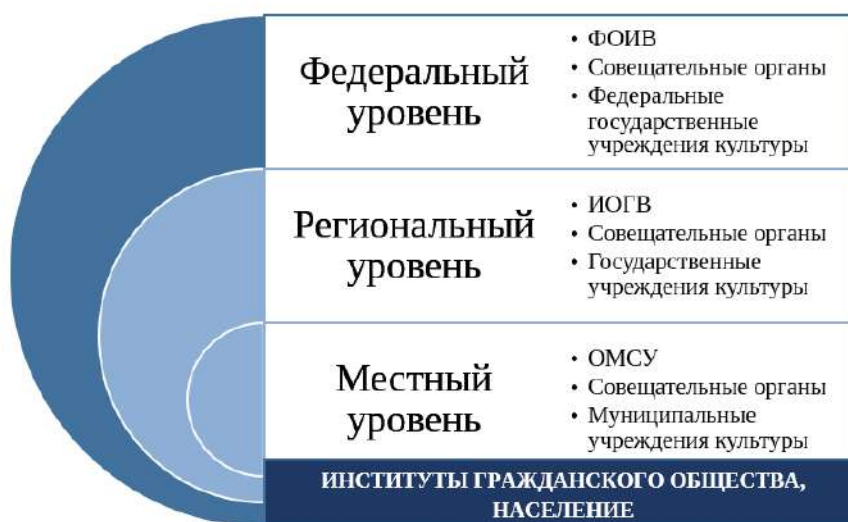 Федеральный
уровень
• ФОИВ
• Совещательные органы
• Федеральные
государственные
учреждения культуры
Региональный
уровень
• ИОГВ
• Совещательные органы
• Государственные
учреждения культуры
Местный
уровень
• ОМСУ
• Совещательные органы
• Муниципальные
учреждения культуры
ИНСТИТУТЫ ГРАЖДАНСКОГО ОБЩЕСТВА,
НАСЕЛЕНИЕ